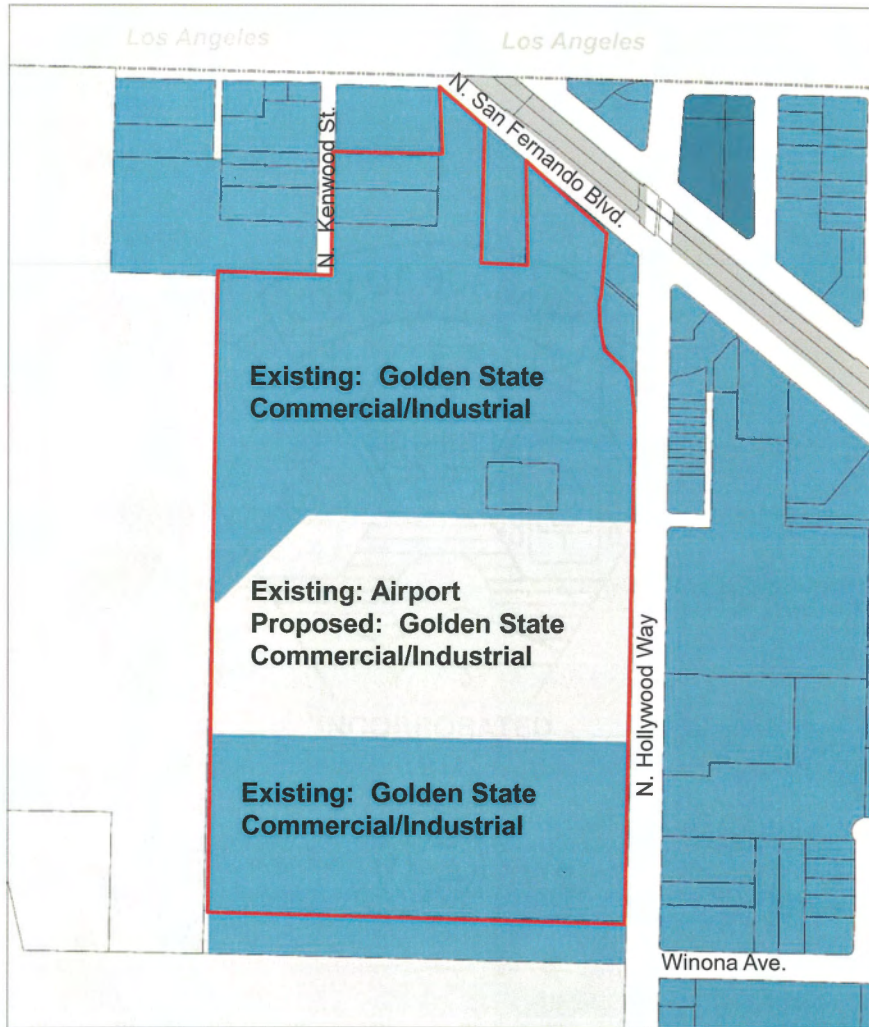 Los Angeles
Los Angeles
N. San Fernando Blvd.
N. Kenwood St.
Existing: Golden State
Commercial/Industrial
Existing: Airport
Proposed: Golden State
Commercial/Industrial
N. Hollywood Way
INCORPORATED
Existing: Golden State
Commercial/Industrial
Winona Ave.